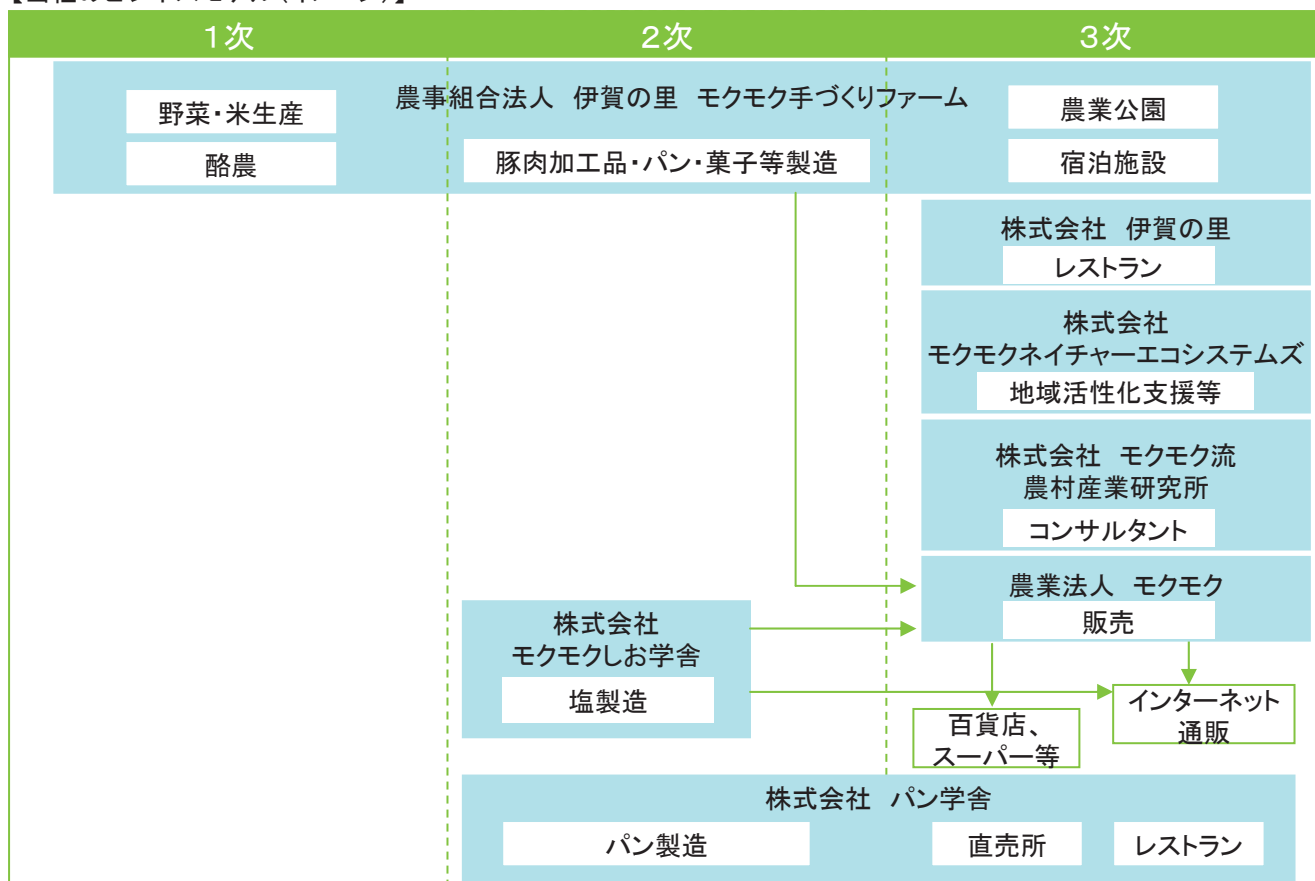 1次
2次
3次
農事組合法人 伊賀の里 モクモク手づくりファーム
野菜・米生産
酪農
豚肉加工品・パン・菓子等製造
農業公園
宿泊施設
株式会社 伊賀の里
レストラン
株式会社
モクモクネイチャーエコシステムズ
地域活性化支援等
株式会社 モクモク流
農村産業研究所
コンサルタント
農業法人 モクモク
販売
株式会社
モクモクしお学舎
塩製造
百貨店、
スーパー等
インターネット
通販
株式会社 パン学舎
パン製造
直売所
レストラン